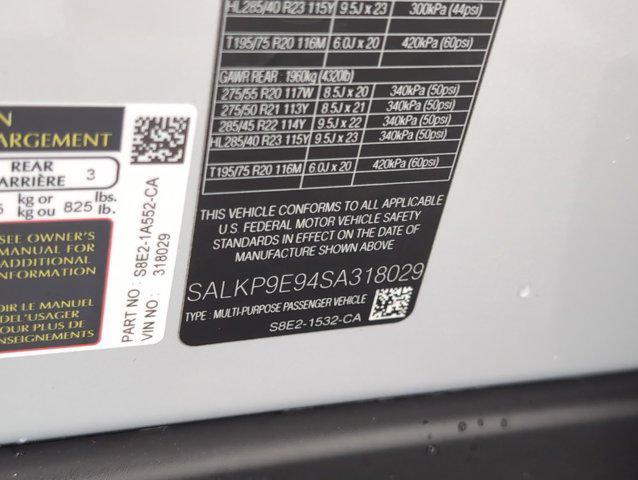 HL285/40 R23 115Y 9.5J x 23 300kPa (44psi)
T195/75 R20 116M 6.0J x 20 420kPa (60psi)
GAWR REAR : 1960kg (4320lb)
275/55 R20 117W 8.5J x 20 340kPa (50psi)
275/50 R21 113Y 8.5J x 21 340kPa (50psi)
285/45 R22 114Y 9.5J x 22 340kPa (50psi)
HL285/40 R23 115Y 9.5J x 23 340kPa (50psi)
T195/75 R20 116M 6.0J x 20 420kPa (60psi)
THIS VEHICLE CONFORMS TO ALL APPLICABLE
U.S. FEDERAL MOTOR VEHICLE SAFETY
STANDARDS IN EFFECT ON THE DATE OF
MANUFACTURE SHOWN ABOVE.
SALKP9E94SA318029
TYPE : MULTI-PURPOSE PASSENGER VEHICLE
S8E2-1532-CA
REAR
ARRIÈRE 3
kg or lbs.
kg ou 825 lb.
SEE OWNER'S
MANUAL FOR
ADDITIONAL
INFORMATION
LE MANUEL
DE L'USAGER
POUR PLUS DE
PART NO : S8E2-1A552-CA
VIN NO : 318029